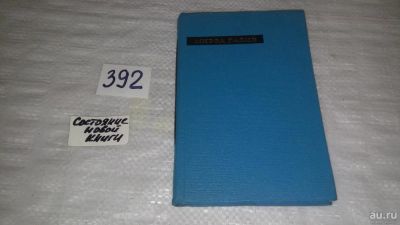 392
Состояние
новой
книги
au.ru